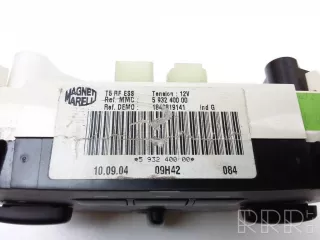 MAGNETI MARELLI
T6 RF ESS Tension : 12V
Ref. MMC : 5 932 400 00
Ref. DEMO : 1847819141 Ind G
*5 932 400-00*
10.09.04 09H42 084
RRR